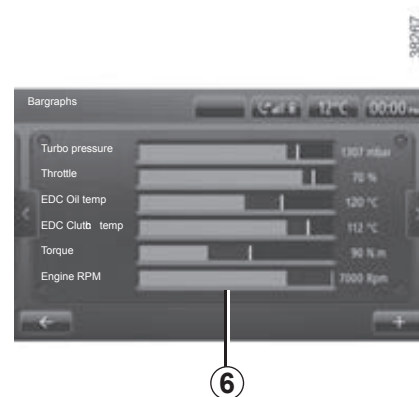 38267
Bargraphs
12°C 00:00
Turbo pressure 1307 mbar
Throttle 70 %
EDC Oil temp 120 °C
EDC Clutb temp 112 °C
Torque 90 N.m
Engine RPM 7000 Rpm
6